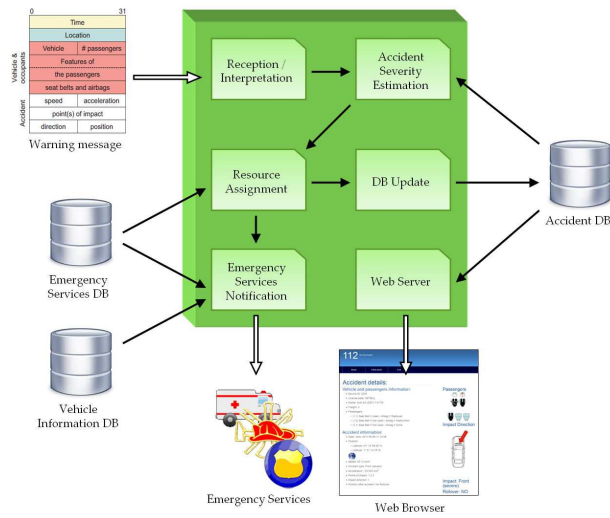 0 31
Time
Location
Vehicle # passengers
Features of
the passengers
seat belts and airbags
speed acceleration
point(s) of impact
direction position
Vehicle &
occupants
Accident
Warning message
Reception /
Interpretation
Accident
Severity
Estimation
Resource
Assignment
DB Update
Emergency
Services
Notification
Web Server
Accident DB
Emergency
Services DB
Vehicle
Information DB
Emergency Services
112
Accident details:
Vehicle and passengers information
Passengers
Impact Direction
Accident information
Impact: Front
(severe)
Rollover: NO
Web Browser